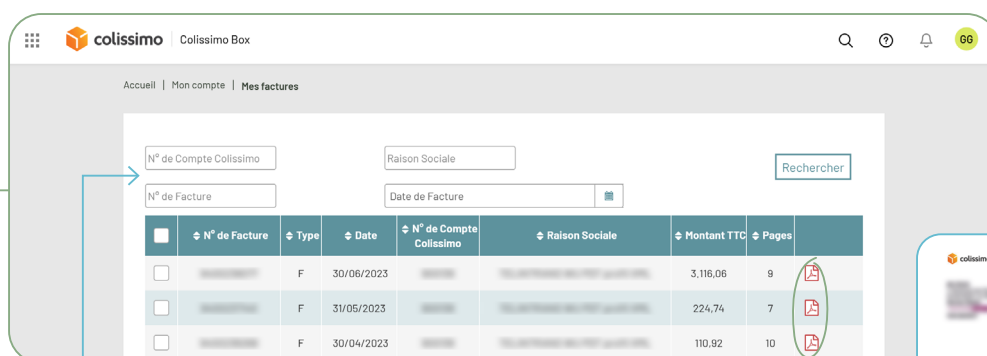 colissimo Colissimo Box GG
Accueil | Mon compte | Mes factures
N° de Compte Colissimo Raison Sociale
Rechercher
N° de Facture Date de Facture
N° de Facture Type Date N° de Compte Colissimo Raison Sociale Montant TTC Pages
F 30/06/2023 3,116,06 9
F 31/05/2023 224,74 7
F 30/04/2023 110,92 10
colissimo